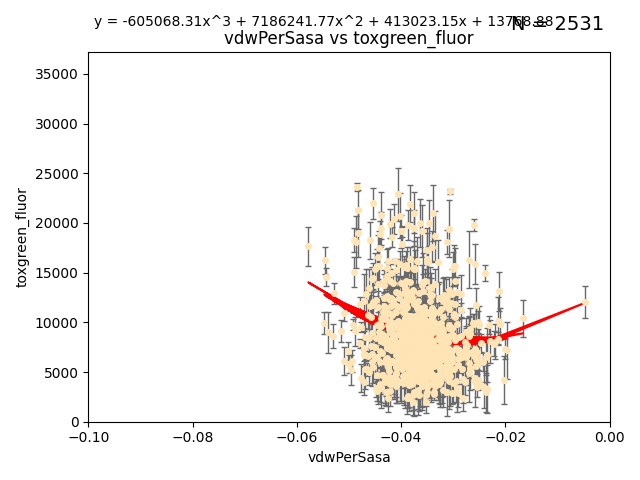 y = -605068.31x^3 + 7186241.77x^2 + 413023.15x + 13768.88
N = 2531
vdwPerSasa vs toxgreen_fluor
35000
30000
25000
20000
15000
10000
5000
0
toxgreen_fluor
−0.10
−0.08
−0.06
−0.04
−0.02
0.00
vdwPerSasa